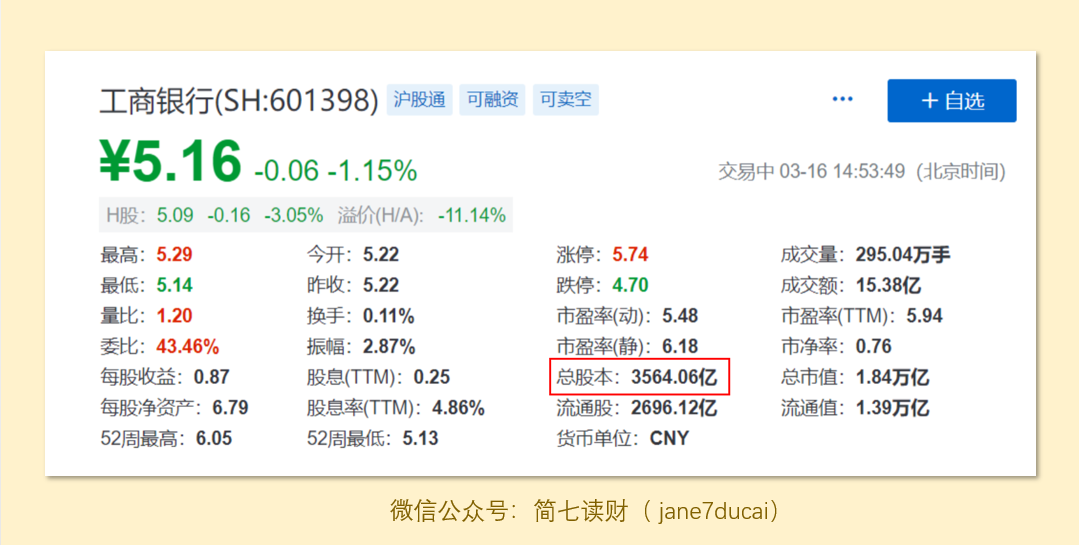 工商银行(SH:601398) 沪股通 可融资 可卖空 ··· ＋自选
¥5.16 -0.06 -1.15% 交易中 03-16 14:53:49 (北京时间)
H股: 5.09 -0.16 -3.05% 溢价(H/A): -11.14%
最高: 5.29 今开: 5.22 涨停: 5.74 成交量: 295.04万手
最低: 5.14 昨收: 5.22 跌停: 4.70 成交额: 15.38亿
量比: 1.20 换手: 0.11% 市盈率(动): 5.48 市盈率(TTM): 5.94
委比: 43.46% 振幅: 2.87% 市盈率(静): 6.18 市净率: 0.76
每股收益: 0.87 股息(TTM): 0.25 总股本: 3564.06亿 总市值: 1.84万亿
每股净资产: 6.79 股息率(TTM): 4.86% 流通股: 2696.12亿 流通值: 1.39万亿
52周最高: 6.05 52周最低: 5.13 货币单位: CNY
微信公众号：简七读财（jane7ducai）